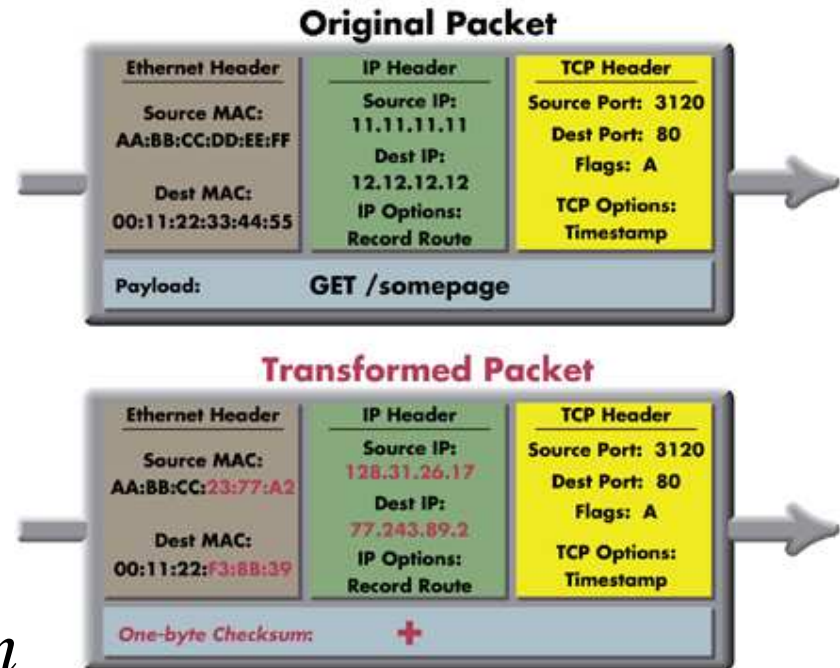 Original Packet
Ethernet Header
Source MAC:
AA:BB:CC:DD:EE:FF
Dest MAC:
00:11:22:33:44:55
IP Header
Source IP:
11.11.11.11
Dest IP:
12.12.12.12
IP Options:
Record Route
TCP Header
Source Port: 3120
Dest Port: 80
Flags: A
TCP Options:
Timestamp
Payload: GET /somepage
Transformed Packet
Ethernet Header
Source MAC:
AA:BB:CC:23:77:A2
Dest MAC:
00:11:22:F3:8B:39
IP Header
Source IP:
128.31.26.17
Dest IP:
77.243.89.2
IP Options:
Record Route
TCP Header
Source Port: 3120
Dest Port: 80
Flags: A
TCP Options:
Timestamp
One-byte Checksum: +